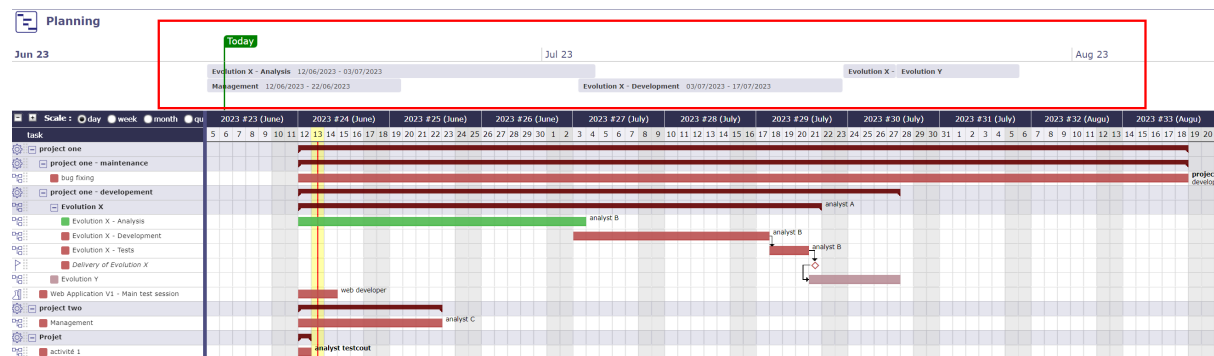 Planning
Today
Jun 23 Jul 23 Aug 23
Evolution X - Analysis 12/06/2023 - 03/07/2023 Evolution X - Evolution Y
Management 12/06/2023 - 22/06/2023 Evolution X - Development 03/07/2023 - 17/07/2023
Scale : day week month qu 2023 #23 (June) 2023 #24 (June) 2023 #25 (June) 2023 #26 (June) 2023 #27 (July) 2023 #28 (July) 2023 #29 (July) 2023 #30 (July) 2023 #31 (July) 2023 #32 (Augu) 2023 #33 (Augu)
task 5 6 7 8 9 10 11 12 13 14 15 16 17 18 19 20 21 22 23 24 25 26 27 28 29 30 1 2 3 4 5 6 7 8 9 10 11 12 13 14 15 16 17 18 19 20 21 22 23 24 25 26 27 28 29 30 31 1 2 3 4 5 6 7 8 9 10 11 12 13 14 15 16 17 18 19 20
project one
project one - maintenance
bug fixing projec
develop
project one - developement
Evolution X analyst A
Evolution X - Analysis analyst B
Evolution X - Development analyst B
Evolution X - Tests analyst B
Delivery of Evolution X
Evolution Y
Web Application V1 - Main test session web developer
project two
Management analyst C
Projet
activité 1 analyst testcout